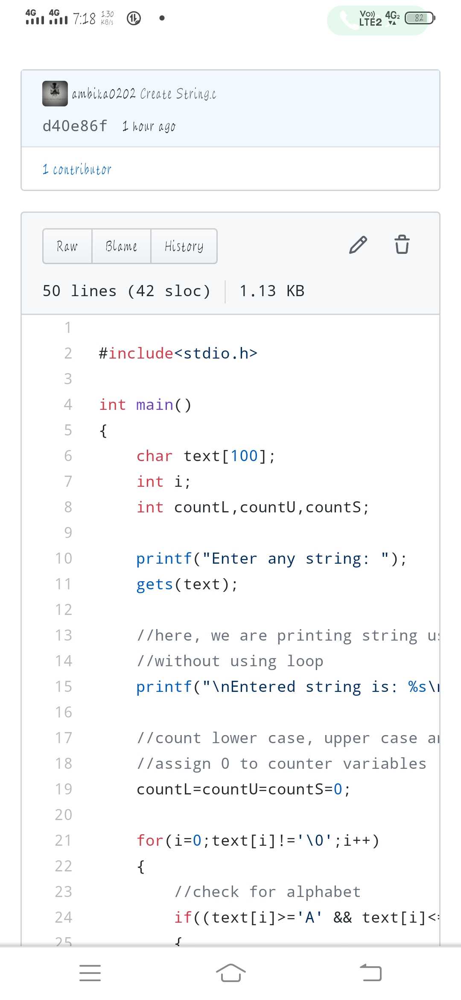 4G 4G 7:18 1.30 KB/s Vo)) LTE2 4G2 82
ambika0202 Create String.c
d40e86f 1 hour ago
1 contributor
Raw Blame History
50 lines (42 sloc) 1.13 KB
1
2 #include<stdio.h>
3
4 int main()
5 {
6 char text[100];
7 int i;
8 int countL,countU,countS;
9
10 printf("Enter any string: ");
11 gets(text);
12
13 //here, we are printing string
14 //without using loop
15 printf("\nEntered string is: %s\
16
17 //count lower case, upper case
18 //assign 0 to counter variables
19 countL=countU=countS=0;
20
21 for(i=0;text[i]!='\0';i++)
22 {
23 //check for alphabet
24 if((text[i]>='A' && text[i]<
25 {